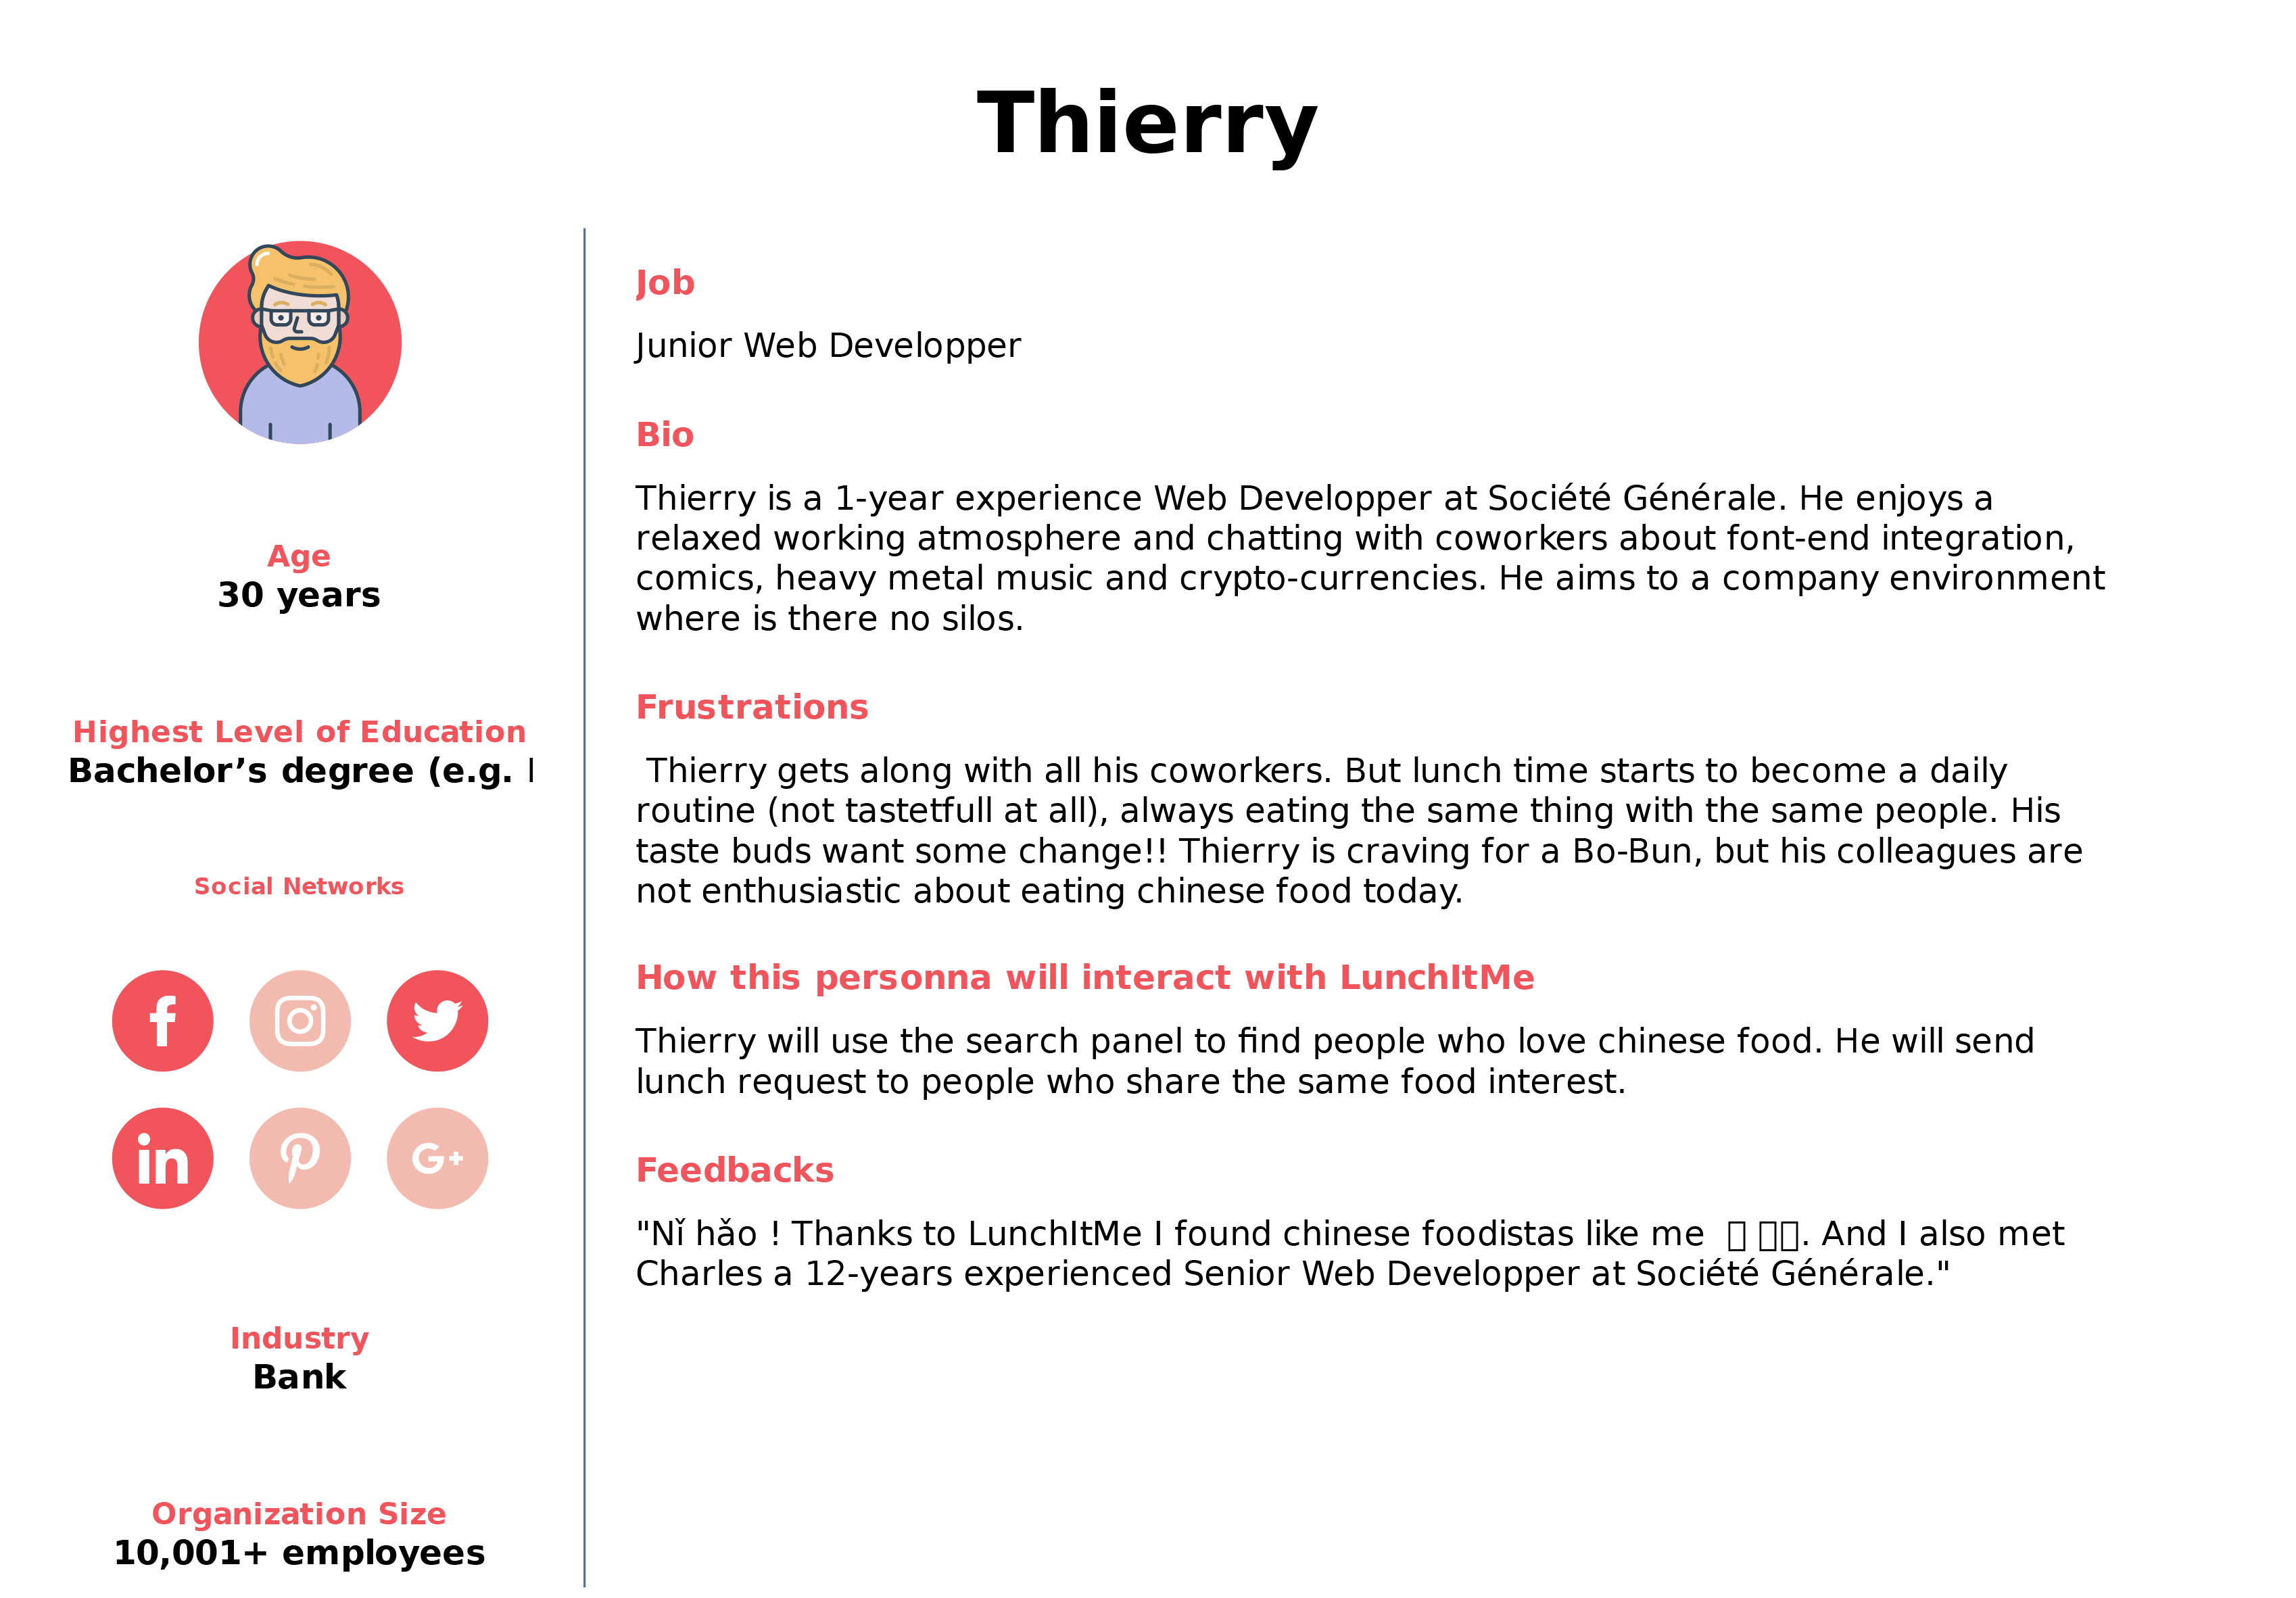 Thierry
Age
30 years
Highest Level of Education
Bachelor’s degree (e.g.
Social Networks
f
in
G+
Industry
Bank
Organization Size
10,001+ employees
Job
Junior Web Developper
Bio
Thierry is a 1-year experience Web Developper at Société Générale. He enjoys a
relaxed working atmosphere and chatting with coworkers about font-end integration,
comics, heavy metal music and crypto-currencies. He aims to a company environment
where is there no silos.
Frustrations
Thierry gets along with all his coworkers. But lunch time starts to become a daily
routine (not tastetfull at all), always eating the same thing with the same people. His
taste buds want some change!! Thierry is craving for a Bo-Bun, but his colleagues are
not enthusiastic about eating chinese food today.
How this personna will interact with LunchItMe
Thierry will use the search panel to find people who love chinese food. He will send
lunch request to people who share the same food interest.
Feedbacks
"Nǐ hǎo ! Thanks to LunchItMe I found chinese foodistas like me . And I also met
Charles a 12-years experienced Senior Web Developper at Société Générale."